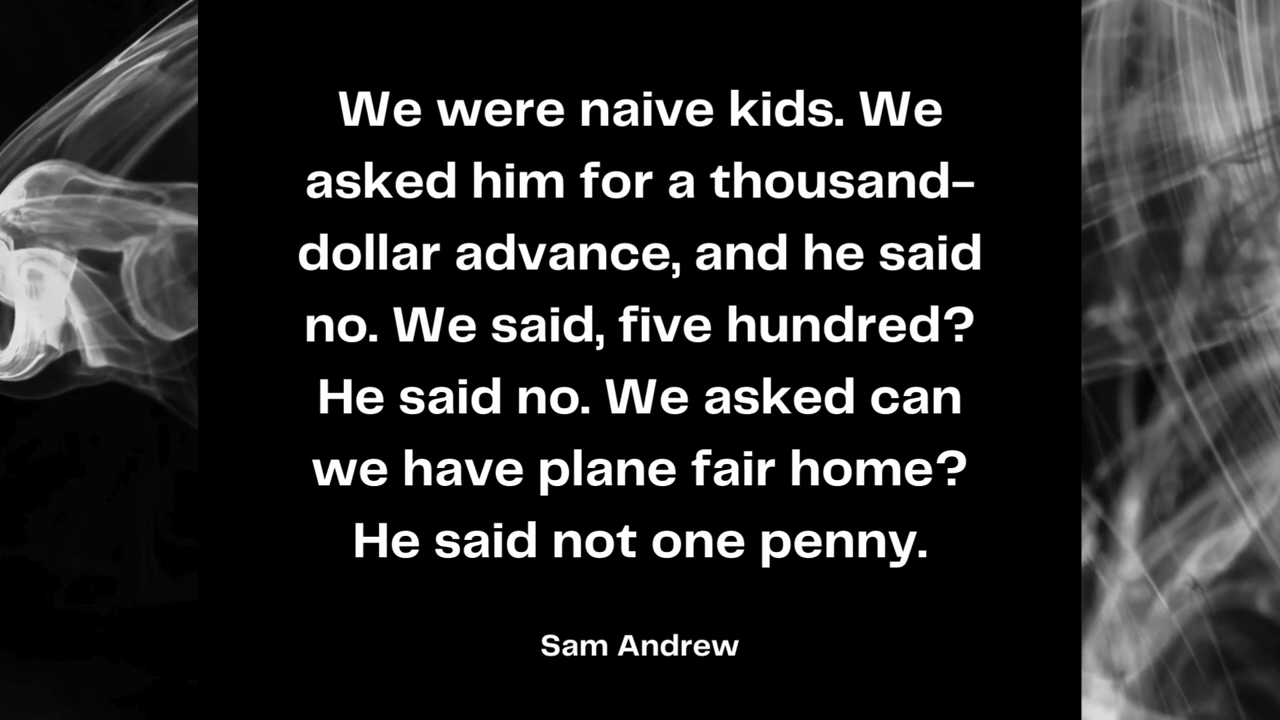 We were naive kids. We
asked him for a thousand-
dollar advance, and he said
no. We said, five hundred?
He said no. We asked can
we have plane fair home?
He said not one penny.
Sam Andrew